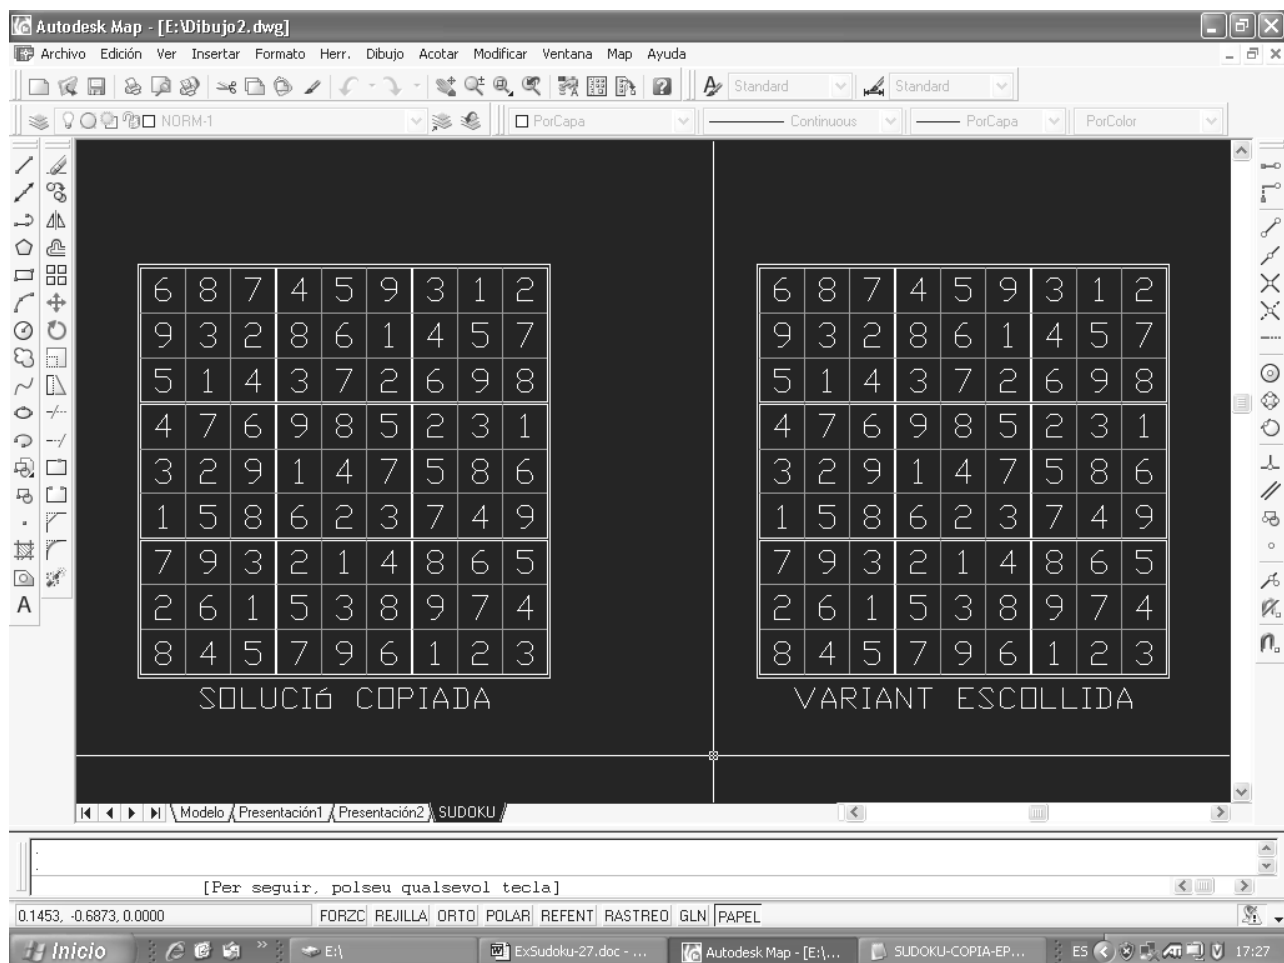 Autodesk Map - [E:\Dibujo2.dwg]
Archivo Edición Ver Insertar Formato Herr. Dibujo Acotar Modificar Ventana Map Ayuda
Standard Standard
NORM-1 PorCapa Continuous PorCapa PorColor
6 8 7 4 5 9 3 1 2 6 8 7 4 5 9 3 1 2
9 3 2 8 6 1 4 5 7 9 3 2 8 6 1 4 5 7
5 1 4 3 7 2 6 9 8 5 1 4 3 7 2 6 9 8
4 7 6 9 8 5 2 3 1 4 7 6 9 8 5 2 3 1
3 2 9 1 4 7 5 8 6 3 2 9 1 4 7 5 8 6
1 5 8 6 2 3 7 4 9 1 5 8 6 2 3 7 4 9
7 9 3 2 1 4 8 6 5 7 9 3 2 1 4 8 6 5
2 6 1 5 3 8 9 7 4 2 6 1 5 3 8 9 7 4
8 4 5 7 9 6 1 2 3 8 4 5 7 9 6 1 2 3
SOLUCIó COPIADA VARIANT ESCOLLIDA
Modelo Presentación1 Presentación2 SUDOKU
[Per seguir, polseu qualsevol tecla]
0.1453, -0.6873, 0.0000 FORZC REJILLA ORTO POLAR REFENT RASTREO GLN PAPEL
Inicio » E:\ ExSudoku-27.doc - ... Autodesk Map - [E:\... SUDOKU-COPIA-EP... ES 17:27